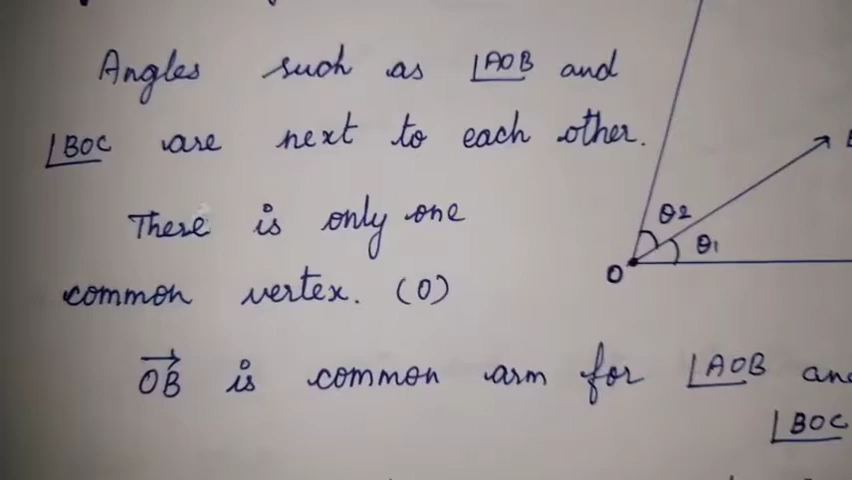 Angles such as ∠AOB and
∠BOC are next to each other.
There is only one
common vertex. (O)
OB is common arm for ∠AOB and
∠BOC
θ2
θ1
O